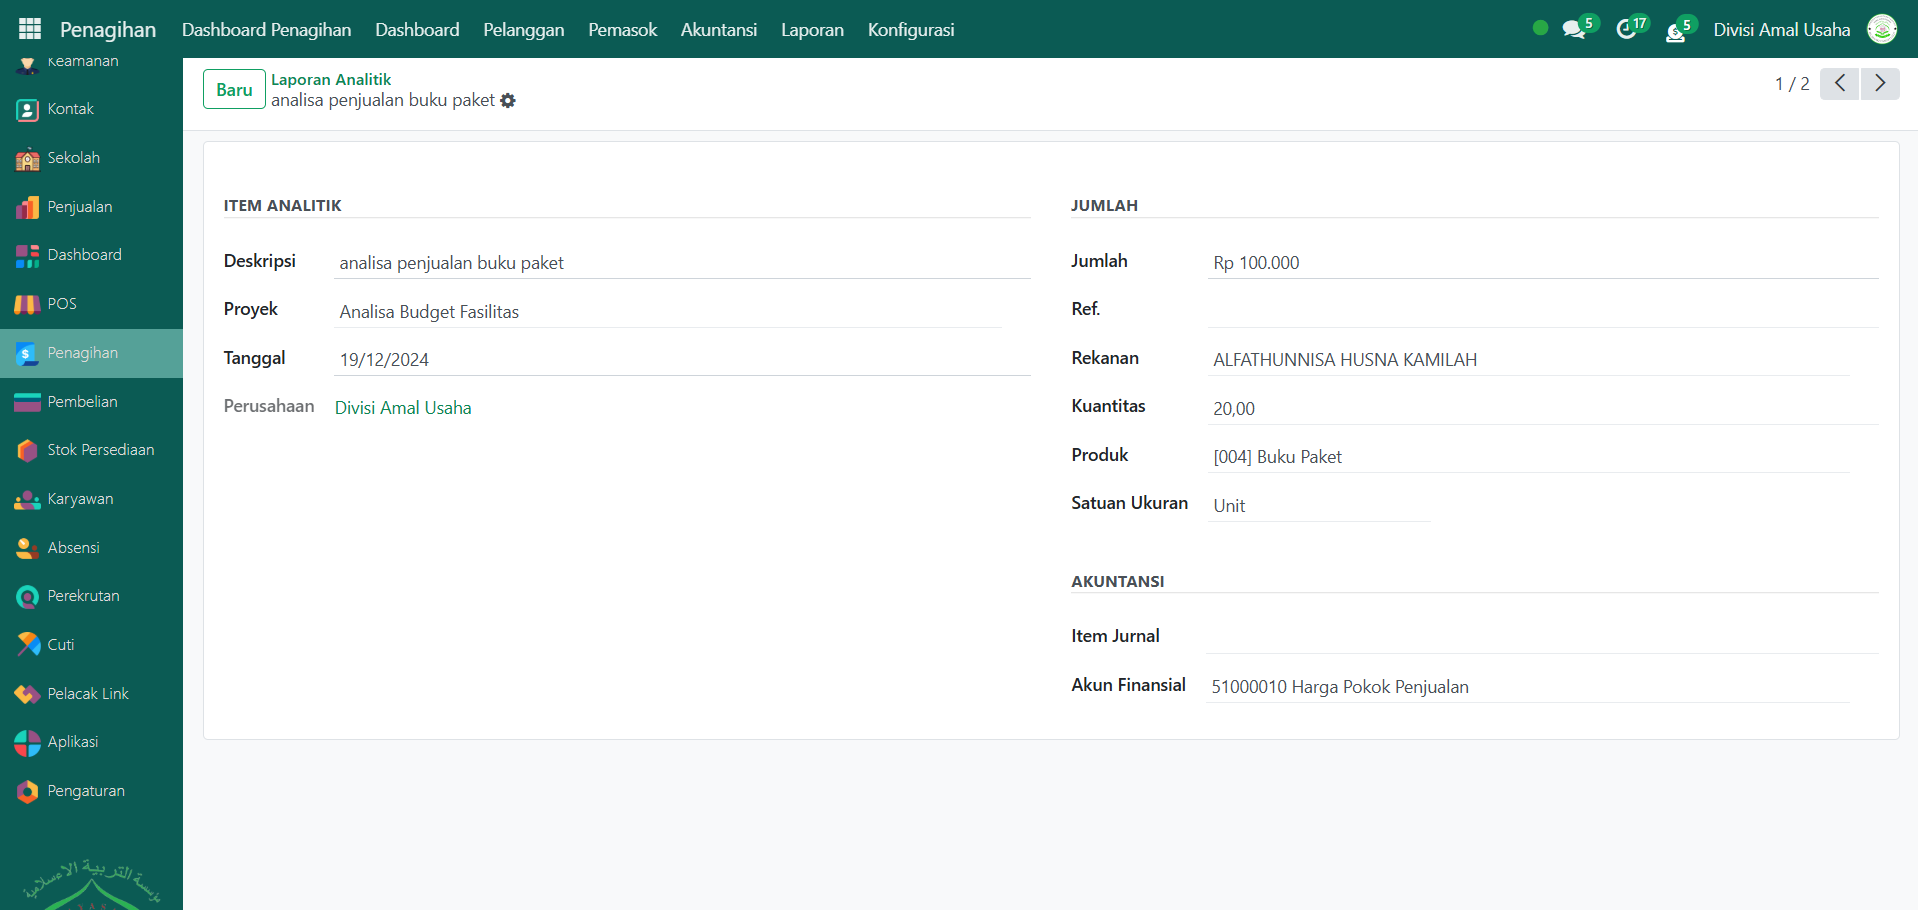 Penagihan Dashboard Penagihan Dashboard Pelanggan Pemasok Akuntansi Laporan Konfigurasi 5 17 5 Divisi Amal Usaha
Keamanan
Kontak
Sekolah
Penjualan
Dashboard
POS
Penagihan
Pembelian
Stok Persediaan
Karyawan
Absensi
Perekrutan
Cuti
Pelacak Link
Aplikasi
Pengaturan
مؤسسة التربية الإسلامية
Baru
Laporan Analitik
analisa penjualan buku paket
1 / 2
ITEM ANALITIK
Deskripsi analisa penjualan buku paket
Proyek Analisa Budget Fasilitas
Tanggal 19/12/2024
Perusahaan Divisi Amal Usaha
JUMLAH
Jumlah Rp 100.000
Ref.
Rekanan ALFATHUNNISA HUSNA KAMILAH
Kuantitas 20,00
Produk [004] Buku Paket
Satuan Ukuran Unit
AKUNTANSI
Item Jurnal
Akun Finansial 51000010 Harga Pokok Penjualan